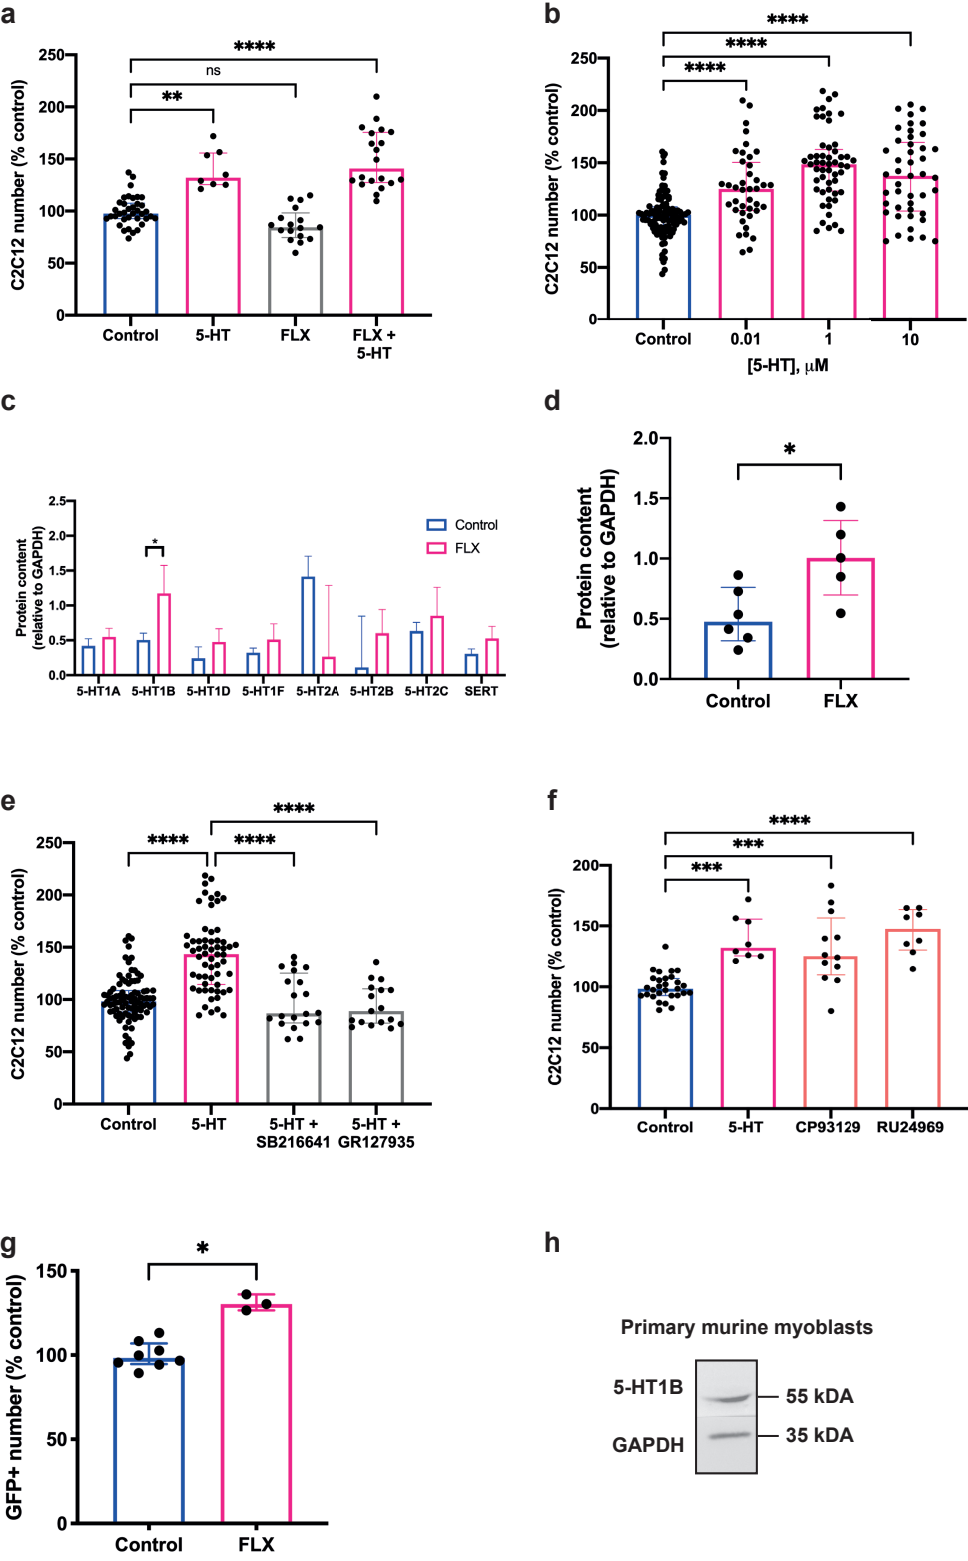 a
C2C12 number (% control)
250
200
150
100
50
0
****
ns
**
Control
5-HT
FLX
FLX +
5-HT
b
C2C12 number (% control)
250
200
150
100
50
0
****
****
****
Control
0.01
1
10
[5-HT], μM
c
Protein content
(relative to GAPDH)
2.5
2.0
1.5
1.0
0.5
0.0
*
Control
FLX
5-HT1A
5-HT1B
5-HT1D
5-HT1F
5-HT2A
5-HT2B
5-HT2C
SERT
d
Protein content
(relative to GAPDH)
2.0
1.5
1.0
0.5
0.0
*
Control
FLX
e
C2C12 number (% control)
250
200
150
100
50
0
****
****
****
Control
5-HT
5-HT +
SB216641
5-HT +
GR127935
f
C2C12 number (% control)
200
150
100
50
0
****
***
***
Control
5-HT
CP93129
RU24969
g
GFP+ number (% control)
150
100
50
0
*
Control
FLX
h
Primary murine myoblasts
5-HT1B
55 kDA
GAPDH
35 kDA